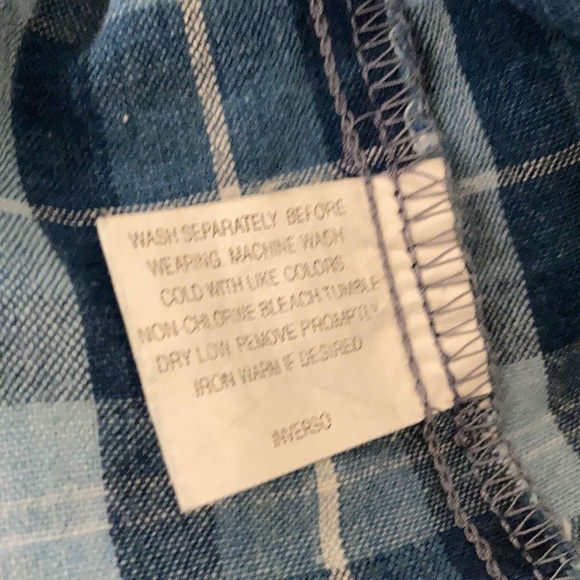 WASH SEPARATELY BEFORE
WEARING. MACHINE WASH
COLD WITH LIKE COLORS
NON-CHLORINE BLEACH TUMBLE
DRY LOW. REMOVE PROMPTLY
IRON WARM IF DESIRED
INVERSO